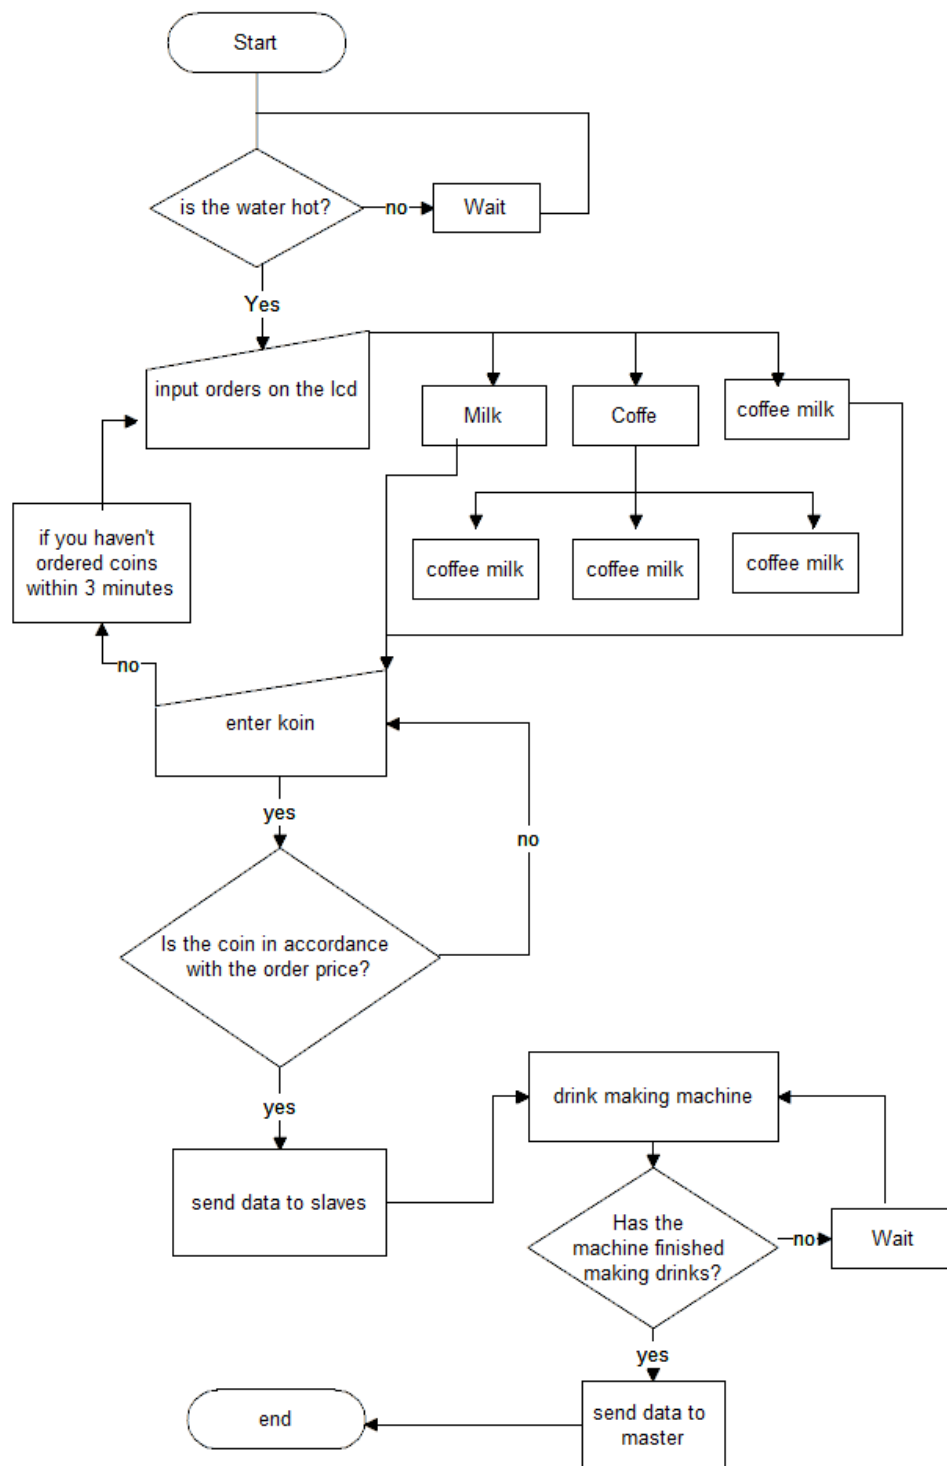 Start
is the water hot?
no
Wait
Yes
input orders on the lcd
Milk
Coffe
coffee milk
if you haven't
ordered coins
within 3 minutes
coffee milk
coffee milk
coffee milk
no
enter koin
yes
no
Is the coin in accordance
with the order price?
yes
drink making machine
send data to slaves
Has the
machine finished
making drinks?
no
Wait
yes
end
send data to
master